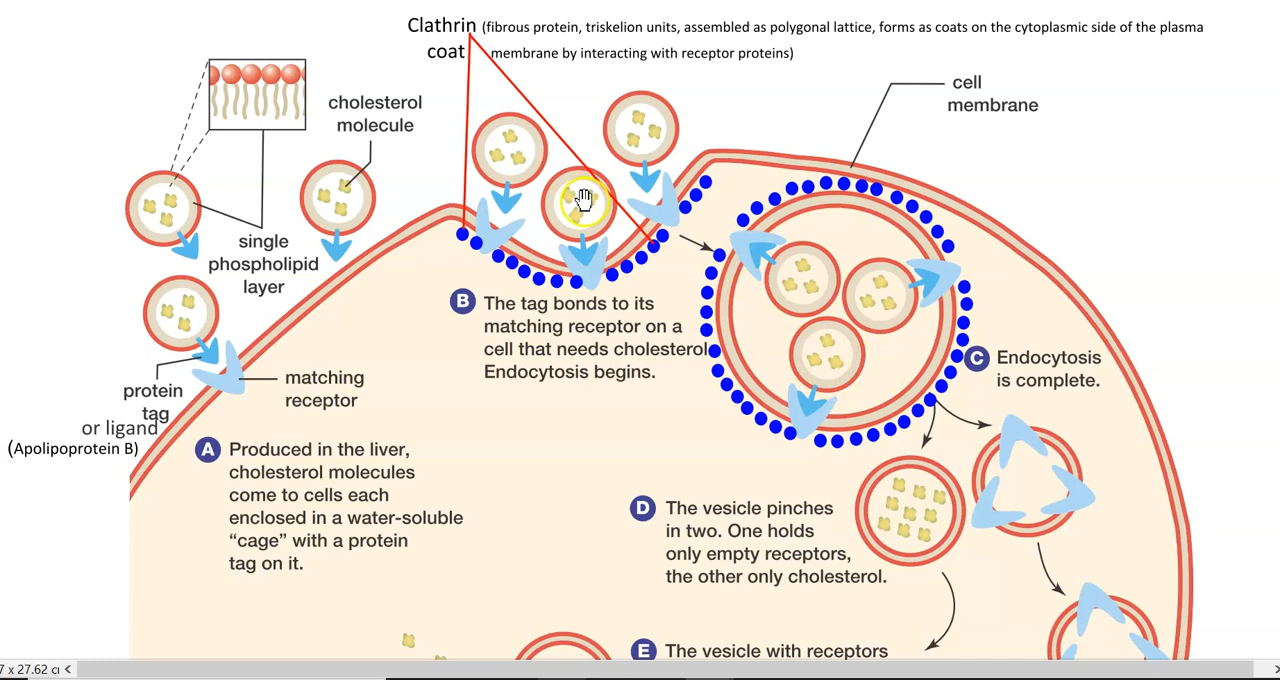 Clathrin (fibrous protein, triskelion units, assembled as polygonal lattice, forms as coats on the cytoplasmic side of the plasma
coat membrane by interacting with receptor proteins)
cell
membrane
cholesterol
molecule
single
phospholipid
layer
B The tag bonds to its
matching receptor on a
cell that needs cholesterol
Endocytosis begins.
C Endocytosis
is complete.
protein
tag
or ligand
(Apolipoprotein B)
matching
receptor
A Produced in the liver,
cholesterol molecules
come to cells each
enclosed in a water-soluble
“cage” with a protein
tag on it.
D The vesicle pinches
in two. One holds
only empty receptors,
the other only cholesterol.
E The vesicle with receptors
7 x 27.62 cı